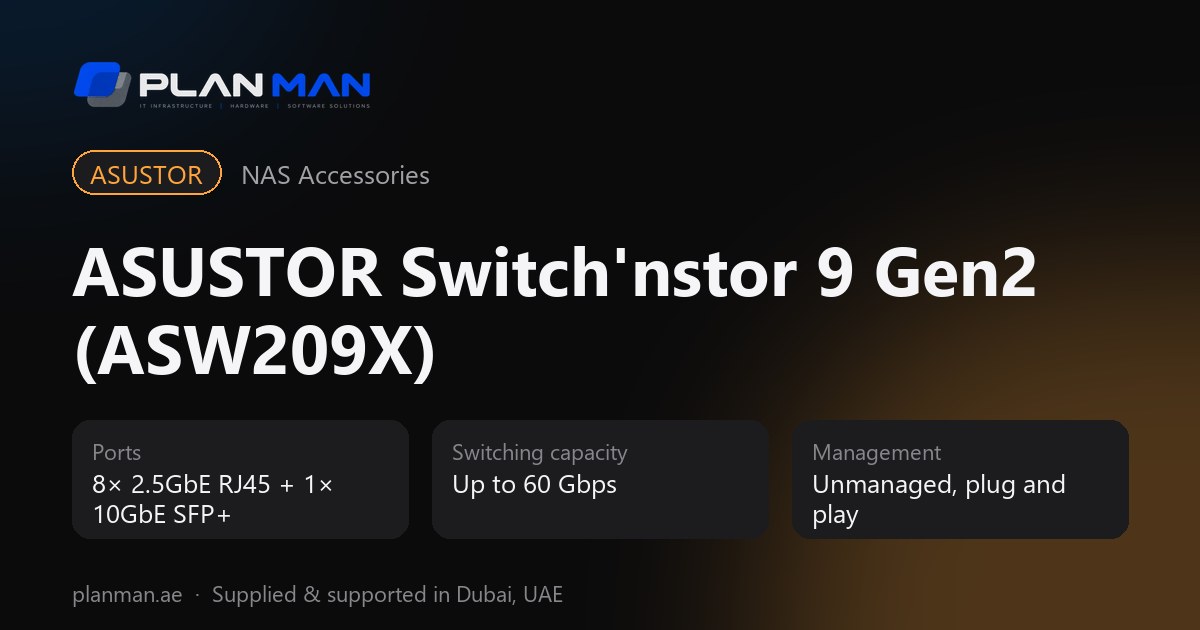 PLAN MAN
IT INFRASTRUCTURE | HARDWARE | SOFTWARE SOLUTIONS
ASUSTOR NAS Accessories
ASUSTOR Switch'nstor 9 Gen2
(ASW209X)
Ports
8× 2.5GbE RJ45 + 1×
10GbE SFP+
Switching capacity
Up to 60 Gbps
Management
Unmanaged, plug and
play
planman.ae · Supplied & supported in Dubai, UAE